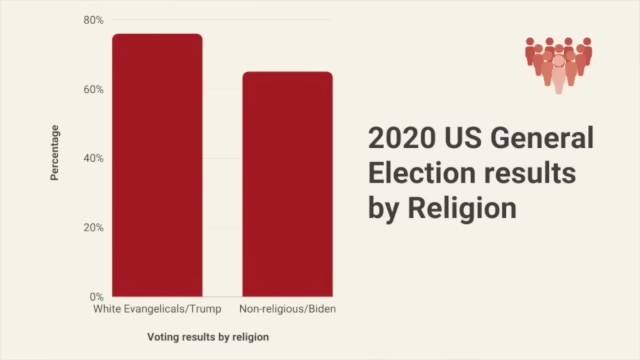 80%
60%
40%
20%
0%
Percentage
White Evangelicals/Trump
Non-religious/Biden
Voting results by religion
2020 US General
Election results
by Religion